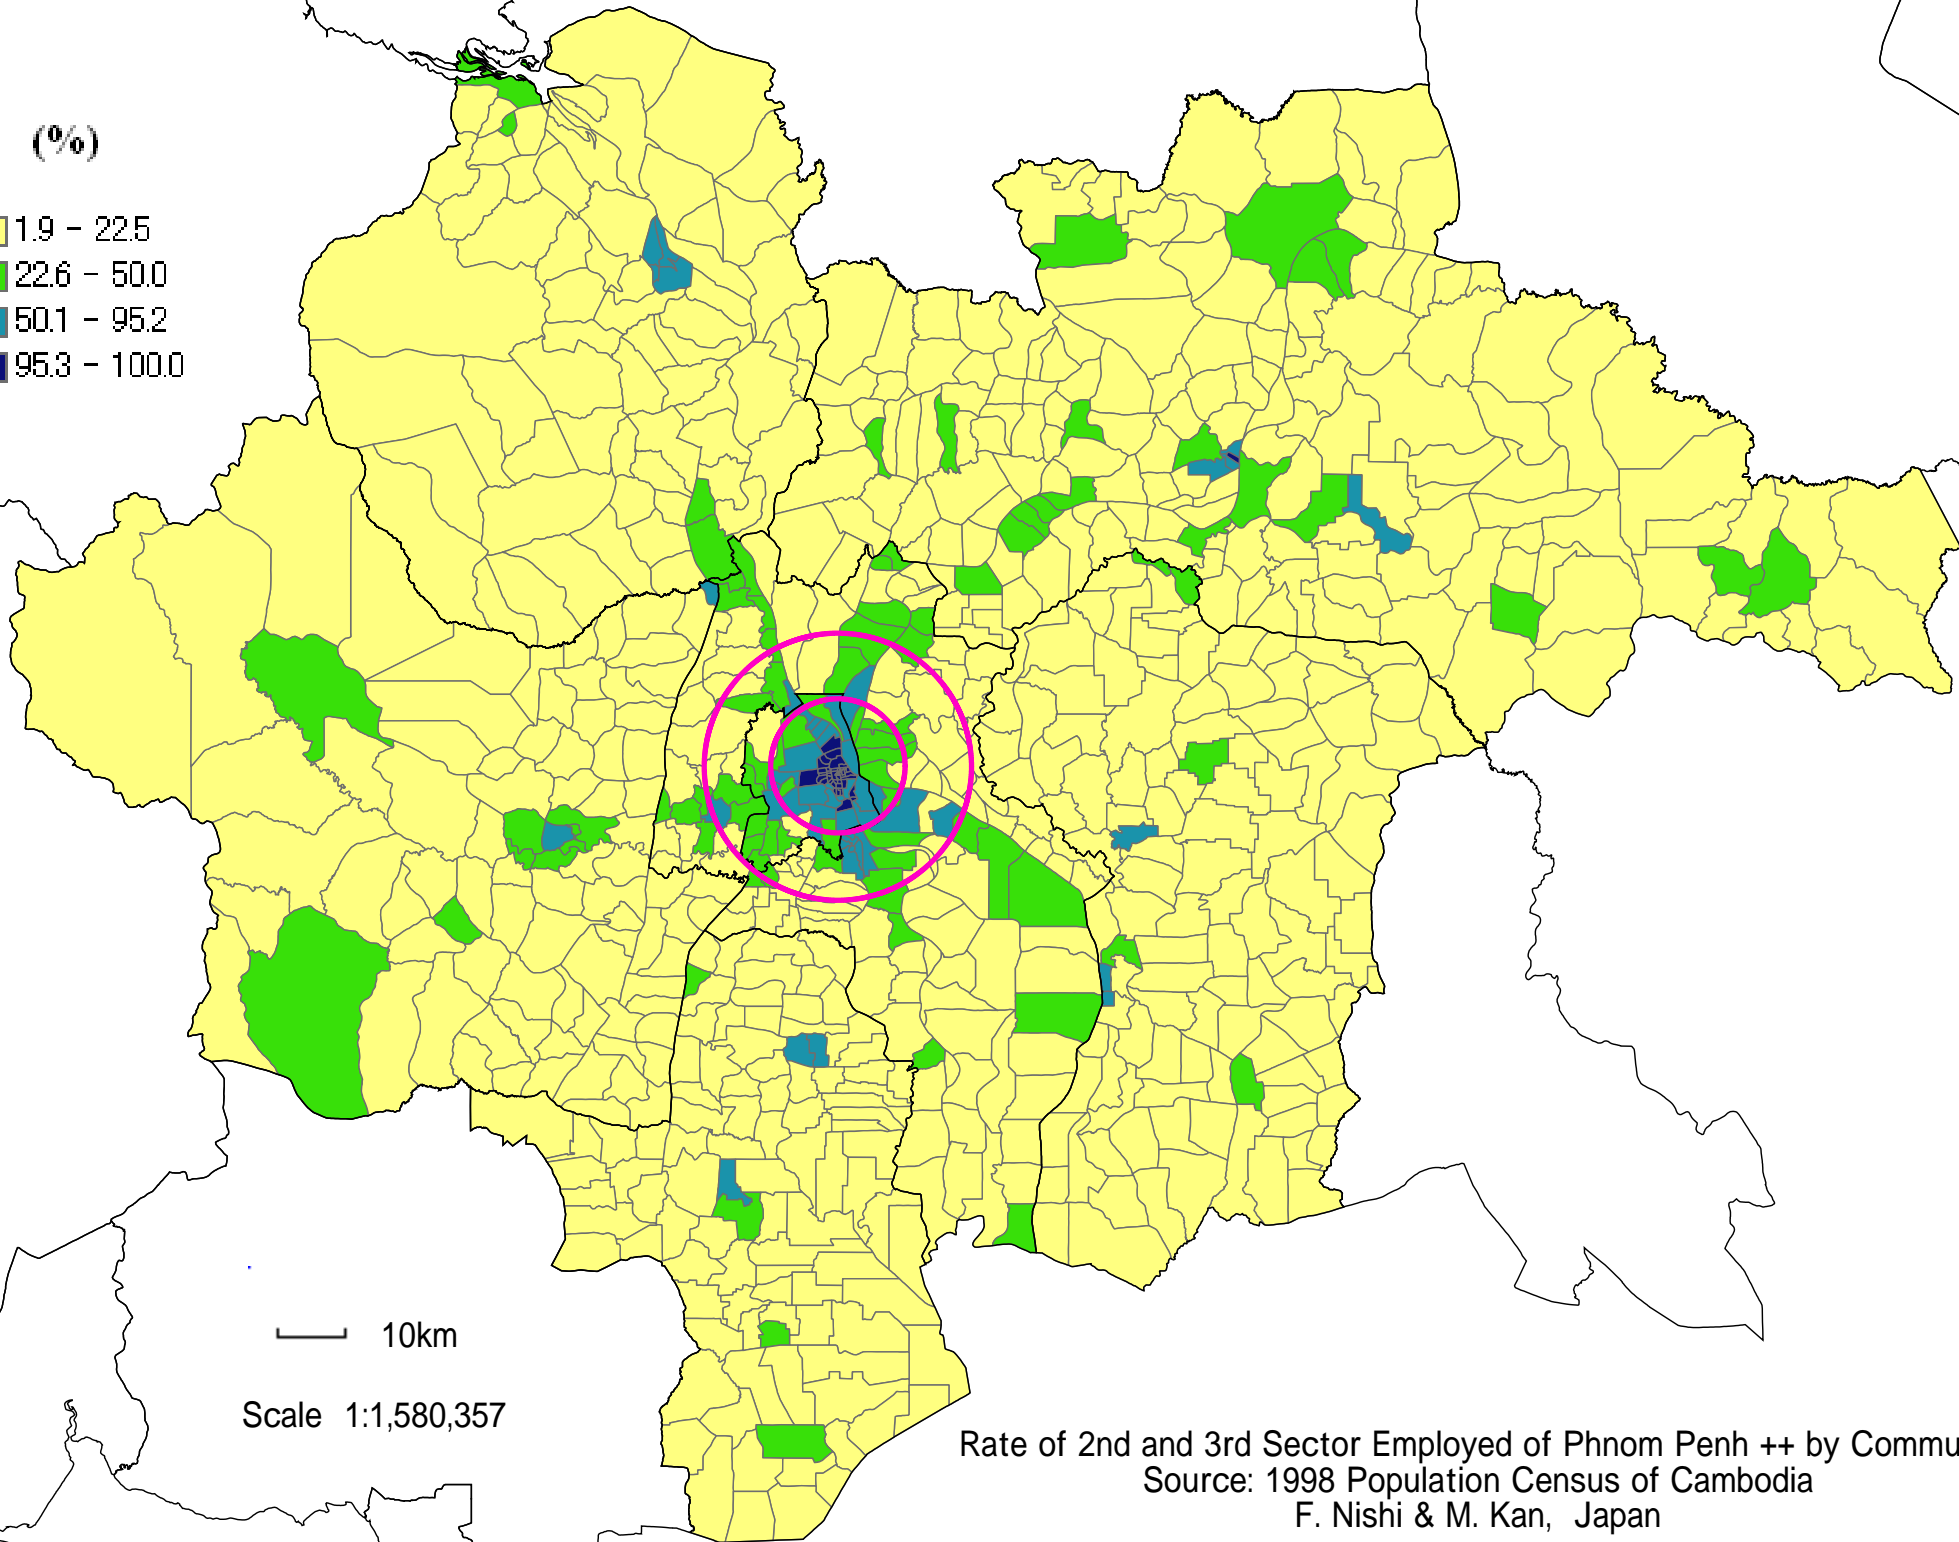 (%)
1.9 - 22.5
22.6 - 50.0
50.1 - 95.2
95.3 - 100.0
10km
Scale 1:1,580,357
Rate of 2nd and 3rd Sector Employed of Phnom Penh ++ by Commu
Source: 1998 Population Census of Cambodia
F. Nishi & M. Kan, Japan